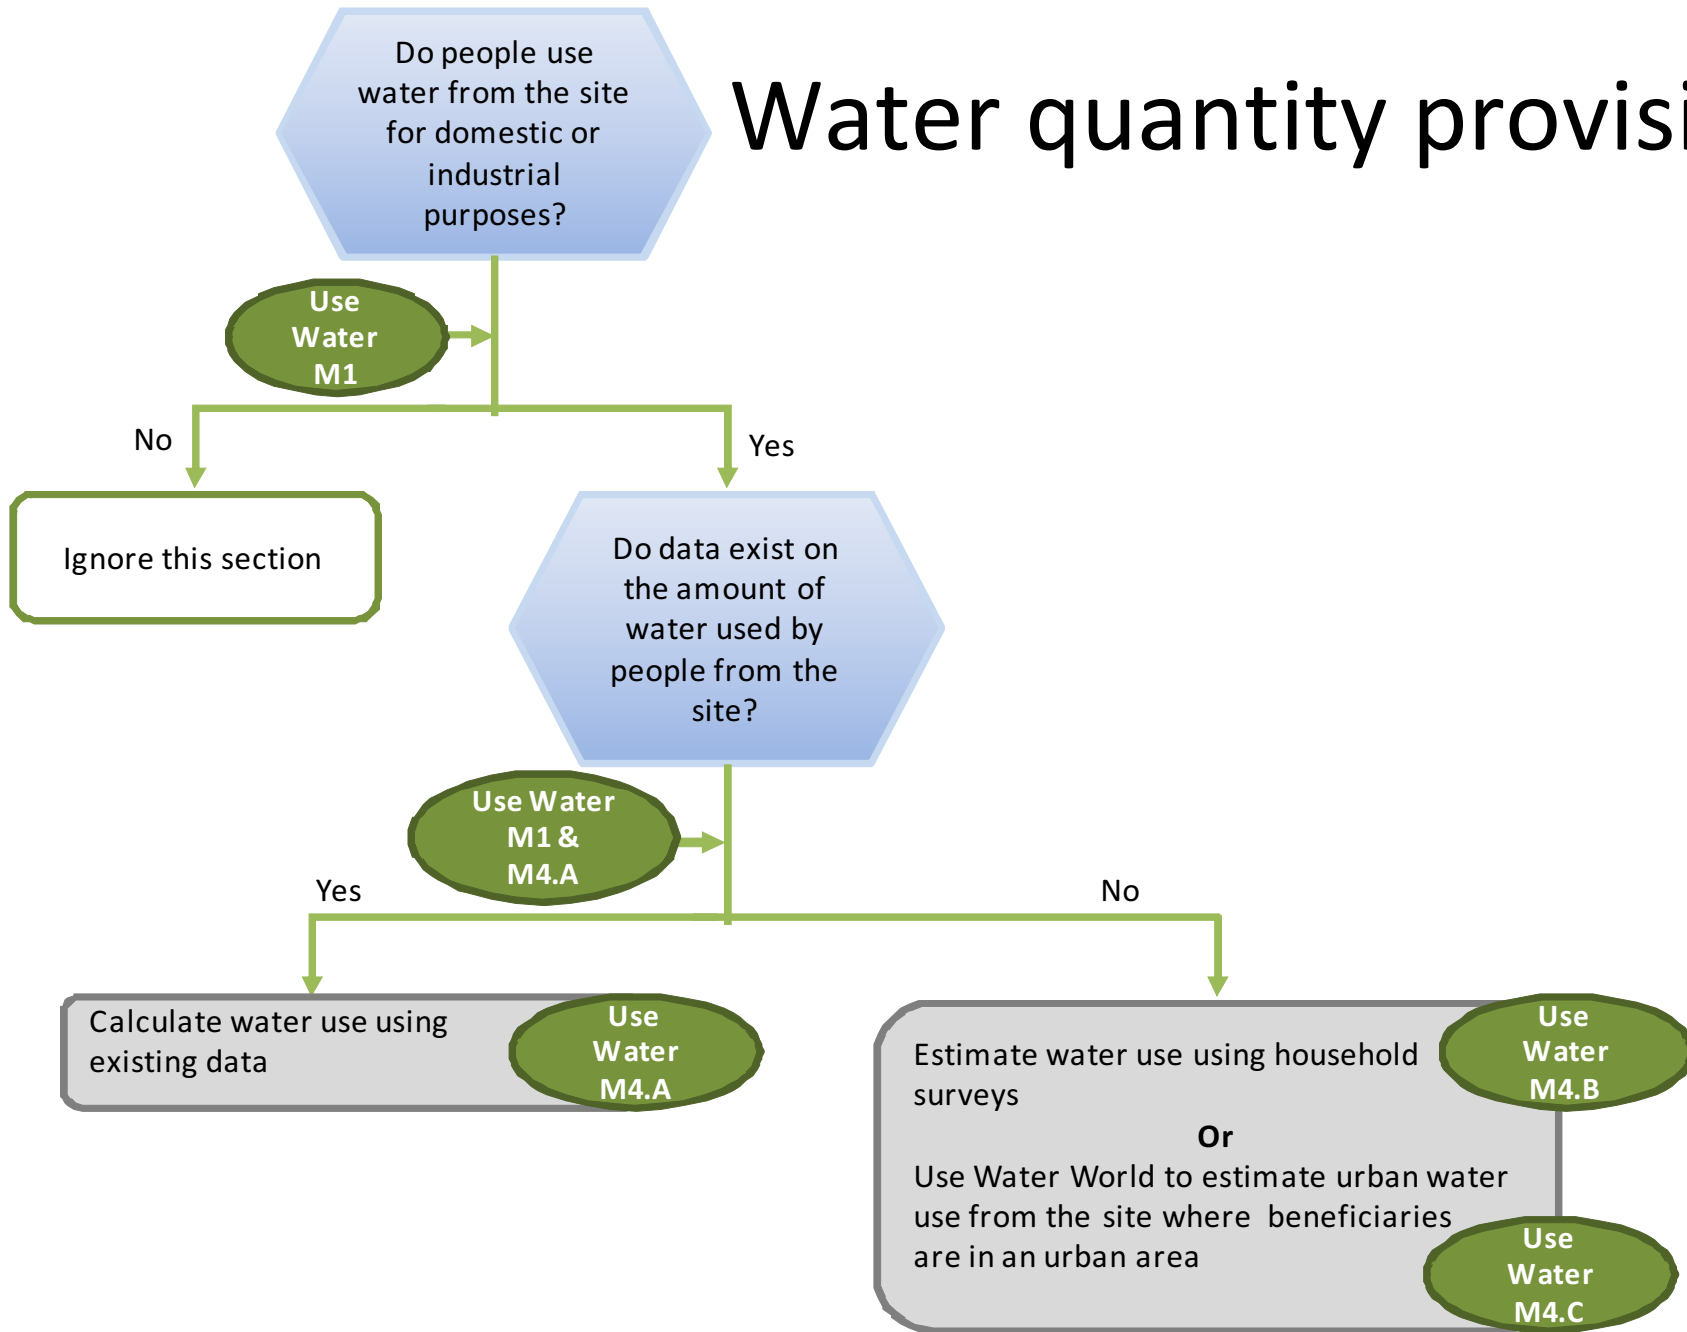 Do people use
water from the site
for domestic or
industrial
purposes?
Water quantity provisi
Use
Water
M1
No
Yes
Ignore this section
Do data exist on
the amount of
water used by
people from the
site?
Use Water
M1 &
M4.A
Yes
No
Calculate water use using
existing data
Use
Water
M4.A
Estimate water use using household
surveys
Use
Water
M4.B
Or
Use Water World to estimate urban water
use from the site where beneficiaries
are in an urban area
Use
Water
M4.C